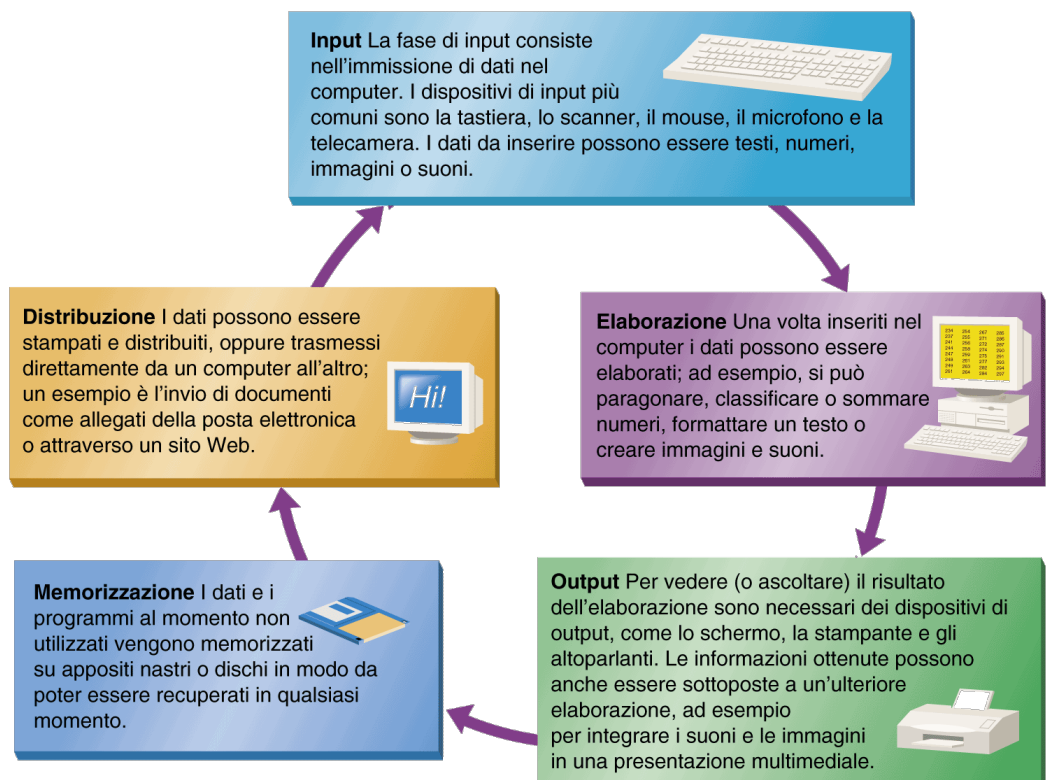 Input La fase di input consiste
nell'immissione di dati nel
computer. I dispositivi di input più
comuni sono la tastiera, lo scanner, il mouse, il microfono e la
telecamera. I dati da inserire possono essere testi, numeri,
immagini o suoni.
Elaborazione Una volta inseriti nel
computer i dati possono essere
elaborati; ad esempio, si può
paragonare, classificare o sommare
numeri, formattare un testo o
creare immagini e suoni.
Output Per vedere (o ascoltare) il risultato
dell'elaborazione sono necessari dei dispositivi di
output, come lo schermo, la stampante e gli
altoparlanti. Le informazioni ottenute possono
anche essere sottoposte a un'ulteriore
elaborazione, ad esempio
per integrare i suoni e le immagini
in una presentazione multimediale.
Memorizzazione I dati e i
programmi al momento non
utilizzati vengono memorizzati
su appositi nastri o dischi in modo da
poter essere recuperati in qualsiasi
momento.
Distribuzione I dati possono essere
stampati e distribuiti, oppure trasmessi
direttamente da un computer all'altro;
un esempio è l'invio di documenti
come allegati della posta elettronica
o attraverso un sito Web.
Hi!